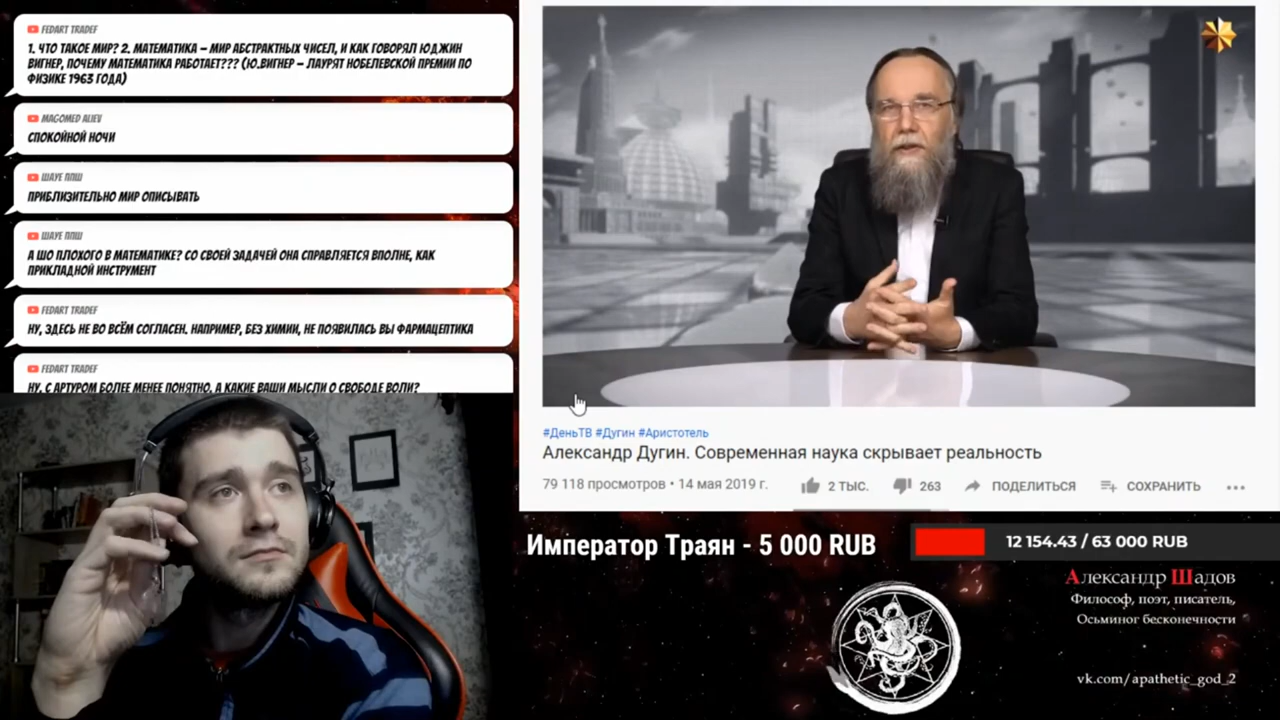 FEDART TRADEF
1. ЧТО ТАКОЕ МИР? 2. МАТЕМАТИКА – МИР АБСТРАКТНЫХ ЧИСЕЛ, И КАК ГОВОРЯЛ ЮДЖИН
ВИГНЕР, ПОЧЕМУ МАТЕМАТИКА РАБОТАЕТ??? (Ю.ВИГНЕР – ЛАУРЯТ НОБЕЛЕВСКОЙ ПРЕМИИ ПО
ФИЗИКЕ 1963 ГОДА)
MAGOMED ALIEV
СПОКОЙНОЙ НОЧИ
ШАУЕ ППШ
ПРИБЛИЗИТЕЛЬНО МИР ОПИСЫВАТЬ
ШАУЕ ППШ
А ШО ПЛОХОГО В МАТЕМАТИКЕ? СО СВОЕЙ ЗАДАЧЕЙ ОНА СПРАВЛЯЕТСЯ ВПОЛНЕ, КАК
ПРИКЛАДНОЙ ИНСТРУМЕНТ
FEDART TRADEF
НУ, ЗДЕСЬ НЕ ВО ВСЁМ СОГЛАСЕН. НАПРИМЕР, БЕЗ ХИМИИ, НЕ ПОЯВИЛАСЬ БЫ ФАРМАЦЕПТИКА
FEDART TRADEF
НУ, С АРТУРОМ БОЛЕЕ МЕНЕЕ ПОНЯТНО, А КАКИЕ ВАШИ МЫСЛИ О СВОБОДЕ ВОЛИ?
#ДеньТВ #Дугин #Аристотель
Александр Дугин. Современная наука скрывает реальность
79 118 просмотров • 14 мая 2019 г.
2 ТЫС.
263
ПОДЕЛИТЬСЯ
СОХРАНИТЬ
Император Траян - 5 000 RUB
12 154.43 / 63 000 RUB
Александр Шадов
Философ, поэт, писатель,
Осьминог бесконечности
vk.com/apathetic_god_2